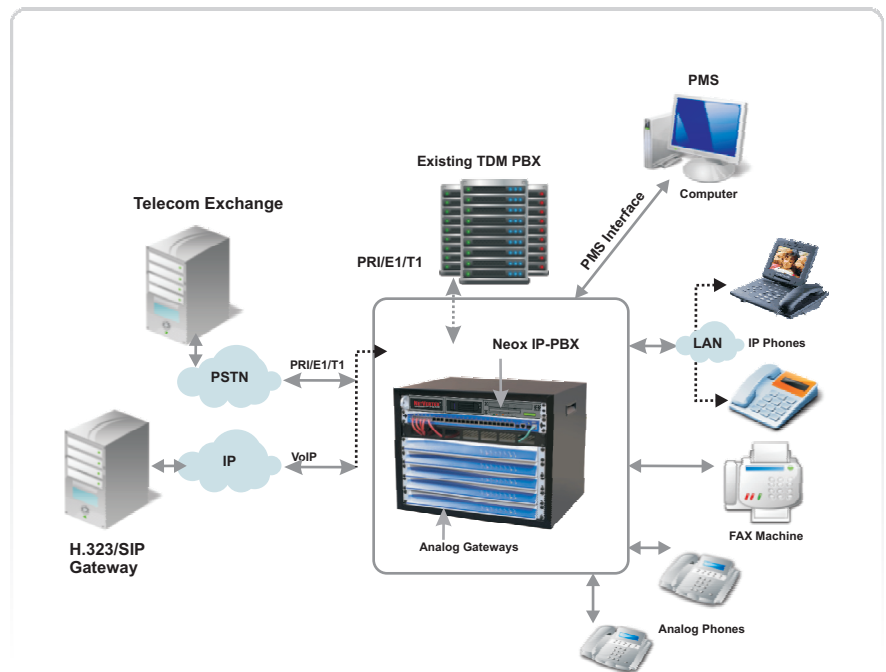 PMS
Computer
PMS Interface
Existing TDM PBX
Telecom Exchange
PRI/E1/T1
PSTN
PRI/E1/T1
Neox IP-PBX
LAN
IP Phones
IP
VoIP
H.323/SIP
Gateway
Analog Gateways
FAX Machine
Analog Phones